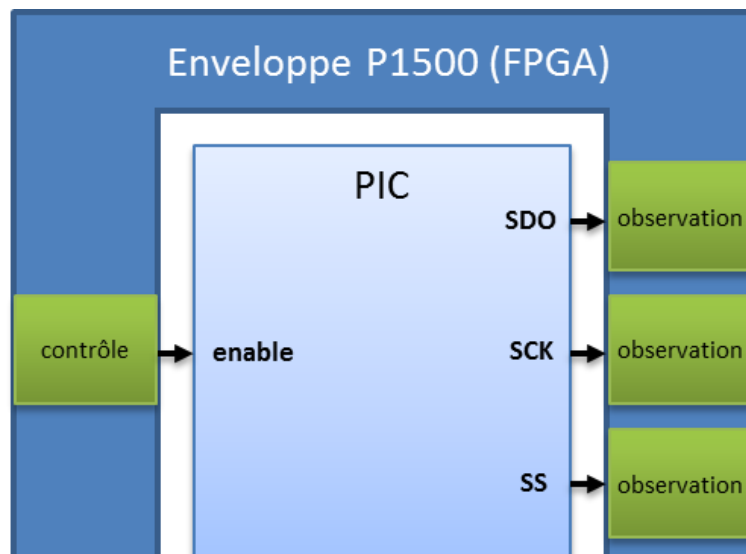 Enveloppe P1500 (FPGA)
PIC
SDO
observation
contrôle
enable
SCK
observation
SS
observation